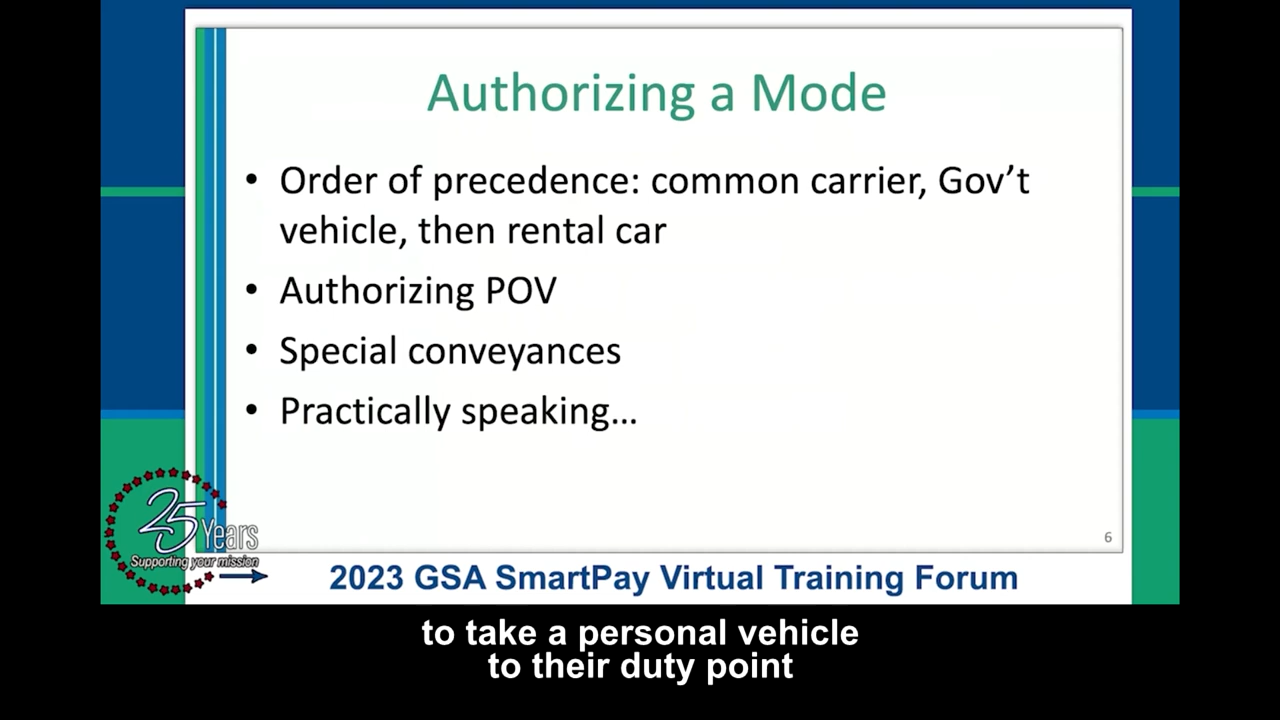 Authorizing a Mode
• Order of precedence: common carrier, Gov’t
vehicle, then rental car
• Authorizing POV
• Special conveyances
• Practically speaking…
6
25 Years
Supporting your mission
2023 GSA SmartPay Virtual Training Forum
to take a personal vehicle
to their duty point